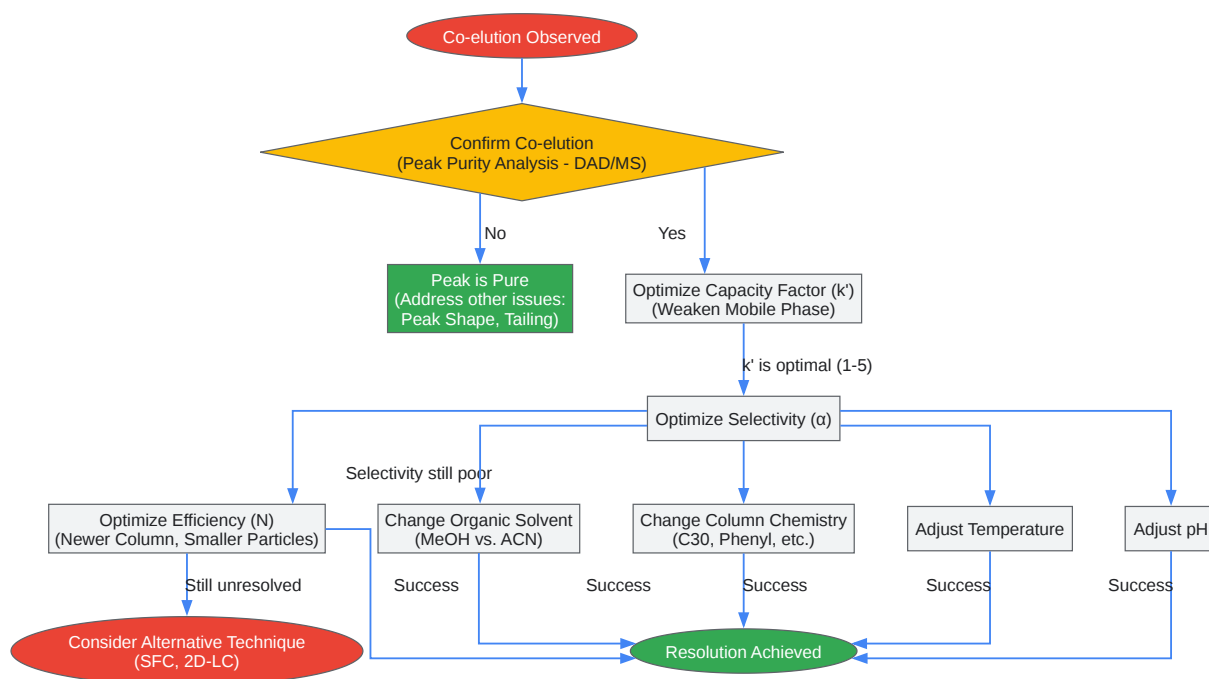 Co-elution Observed
Confirm Co-elution
(Peak Purity Analysis - DAD/MS)
No
Yes
Peak is Pure
(Address other issues:
Peak Shape, Tailing)
Optimize Capacity Factor (k')
(Weaken Mobile Phase)
k' is optimal (1-5)
Optimize Selectivity (α)
Selectivity still poor
Optimize Efficiency (N)
(Newer Column, Smaller Particles)
Change Organic Solvent
(MeOH vs. ACN)
Change Column Chemistry
(C30, Phenyl, etc.)
Adjust Temperature
Adjust pH
Still unresolved
Success
Success
Success
Success
Success
Consider Alternative Technique
(SFC, 2D-LC)
Resolution Achieved